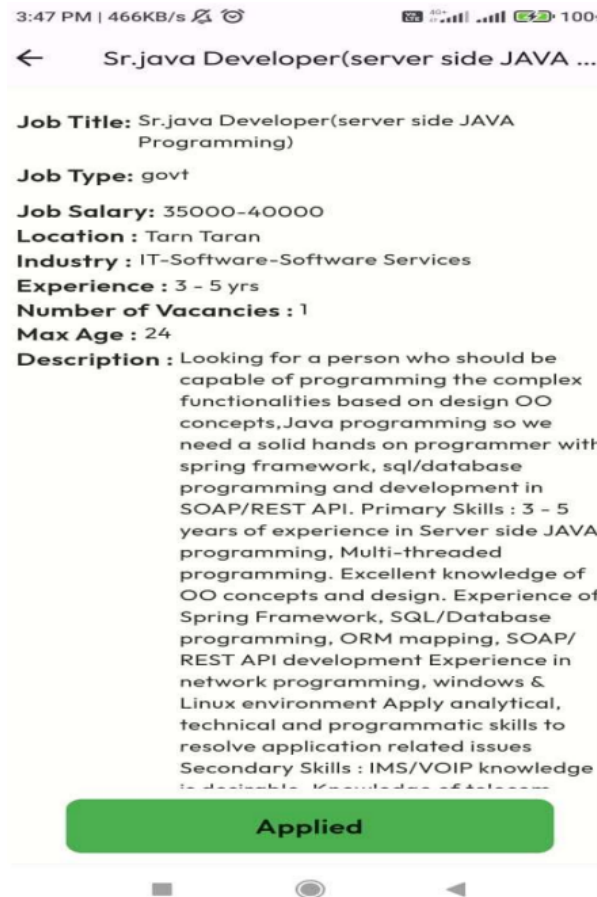 3:47 PM | 466KB/s
4G+
100
Sr.java Developer(server side JAVA ...
Job Title: Sr.java Developer(server side JAVA
Programming)
Job Type: govt
Job Salary: 35000-40000
Location : Tarn Taran
Industry : IT-Software-Software Services
Experience : 3 - 5 yrs
Number of Vacancies : 1
Max Age : 24
Description : Looking for a person who should be
capable of programming the complex
functionalities based on design OO
concepts,Java programming so we
need a solid hands on programmer with
spring framework, sql/database
programming and development in
SOAP/REST API. Primary Skills : 3 - 5
years of experience in Server side JAVA
programming, Multi-threaded
programming. Excellent knowledge of
OO concepts and design. Experience of
Spring Framework, SQL/Database
programming, ORM mapping, SOAP/
REST API development Experience in
network programming, windows &
Linux environment Apply analytical,
technical and programmatic skills to
resolve application related issues
Secondary Skills : IMS/VOIP knowledge
is desirable. Knowledge of telecom
Applied